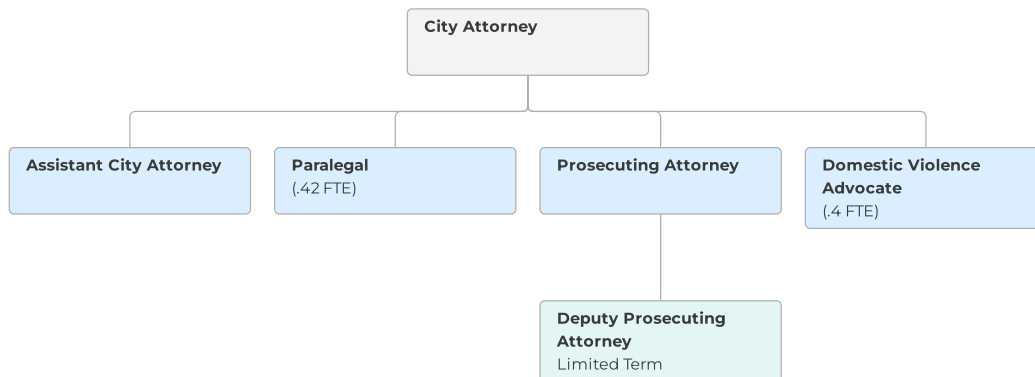 City Attorney
Assistant City Attorney
Paralegal
(.42 FTE)
Prosecuting Attorney
Domestic Violence
Advocate
(.4 FTE)
Deputy Prosecuting
Attorney
Limited Term